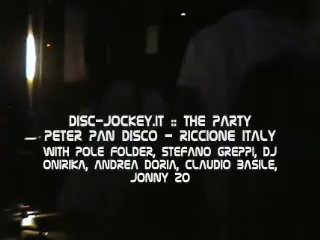 DISC-JOCKEY.IT :: THE PARTY
PETER PAN DISCO - RICCIONE ITALY
WITH POLE FOLDER, STEFANO GREPPI, DJ
ONIRIKA, ANDREA DORIA, CLAUDIO BASILE,
JONNY 20